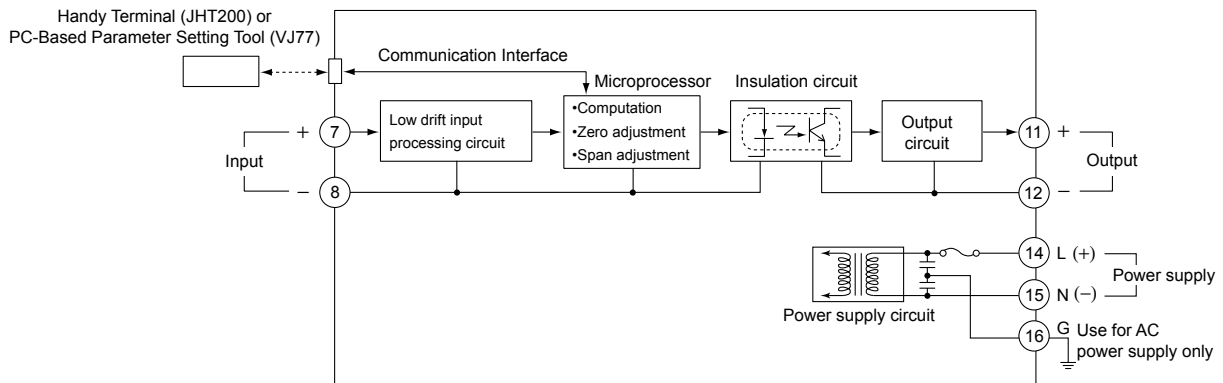 Handy Terminal (JHT200) or
PC-Based Parameter Setting Tool (VJ77)
Communication Interface
Microprocessor
Insulation circuit
Low drift input
processing circuit
•Computation
•Zero adjustment
•Span adjustment
Output
circuit
Input
+
7
−
8
11
+
Output
12
−
14
L (+)
Power supply
15
N (−)
Power supply circuit
16
G
Use for AC
power supply only